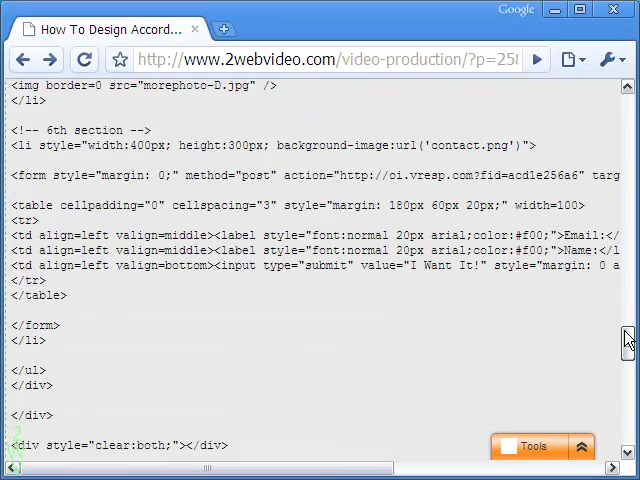 Google
How To Design Accord...
http://www.2webvideo.com/video-production/?p=258
<img border=0 src="morephoto-D.jpg" />
</li>
<!-- 6th section -->
<li style="width:400px; height:300px; background-image:url('contact.png')">
<form style="margin: 0;" method="post" action="http://oi.vresp.com?fid=acd1e256a6" targ
<table cellpadding="0" cellspacing="3" style="margin: 180px 60px 20px;" width=100>
<tr>
<td align=left valign=middle><label style="font:normal 20px arial;color:#f00;">Email:</
<td align=left valign=middle><label style="font:normal 20px arial;color:#f00;">Name:</l
<td align=left valign=bottom><input type="submit" value="I Want It!" style="margin: 0 a
</tr>
</table>
</form>
</li>
</ul>
</div>
</div>
<div style="clear:both;"></div>
Tools